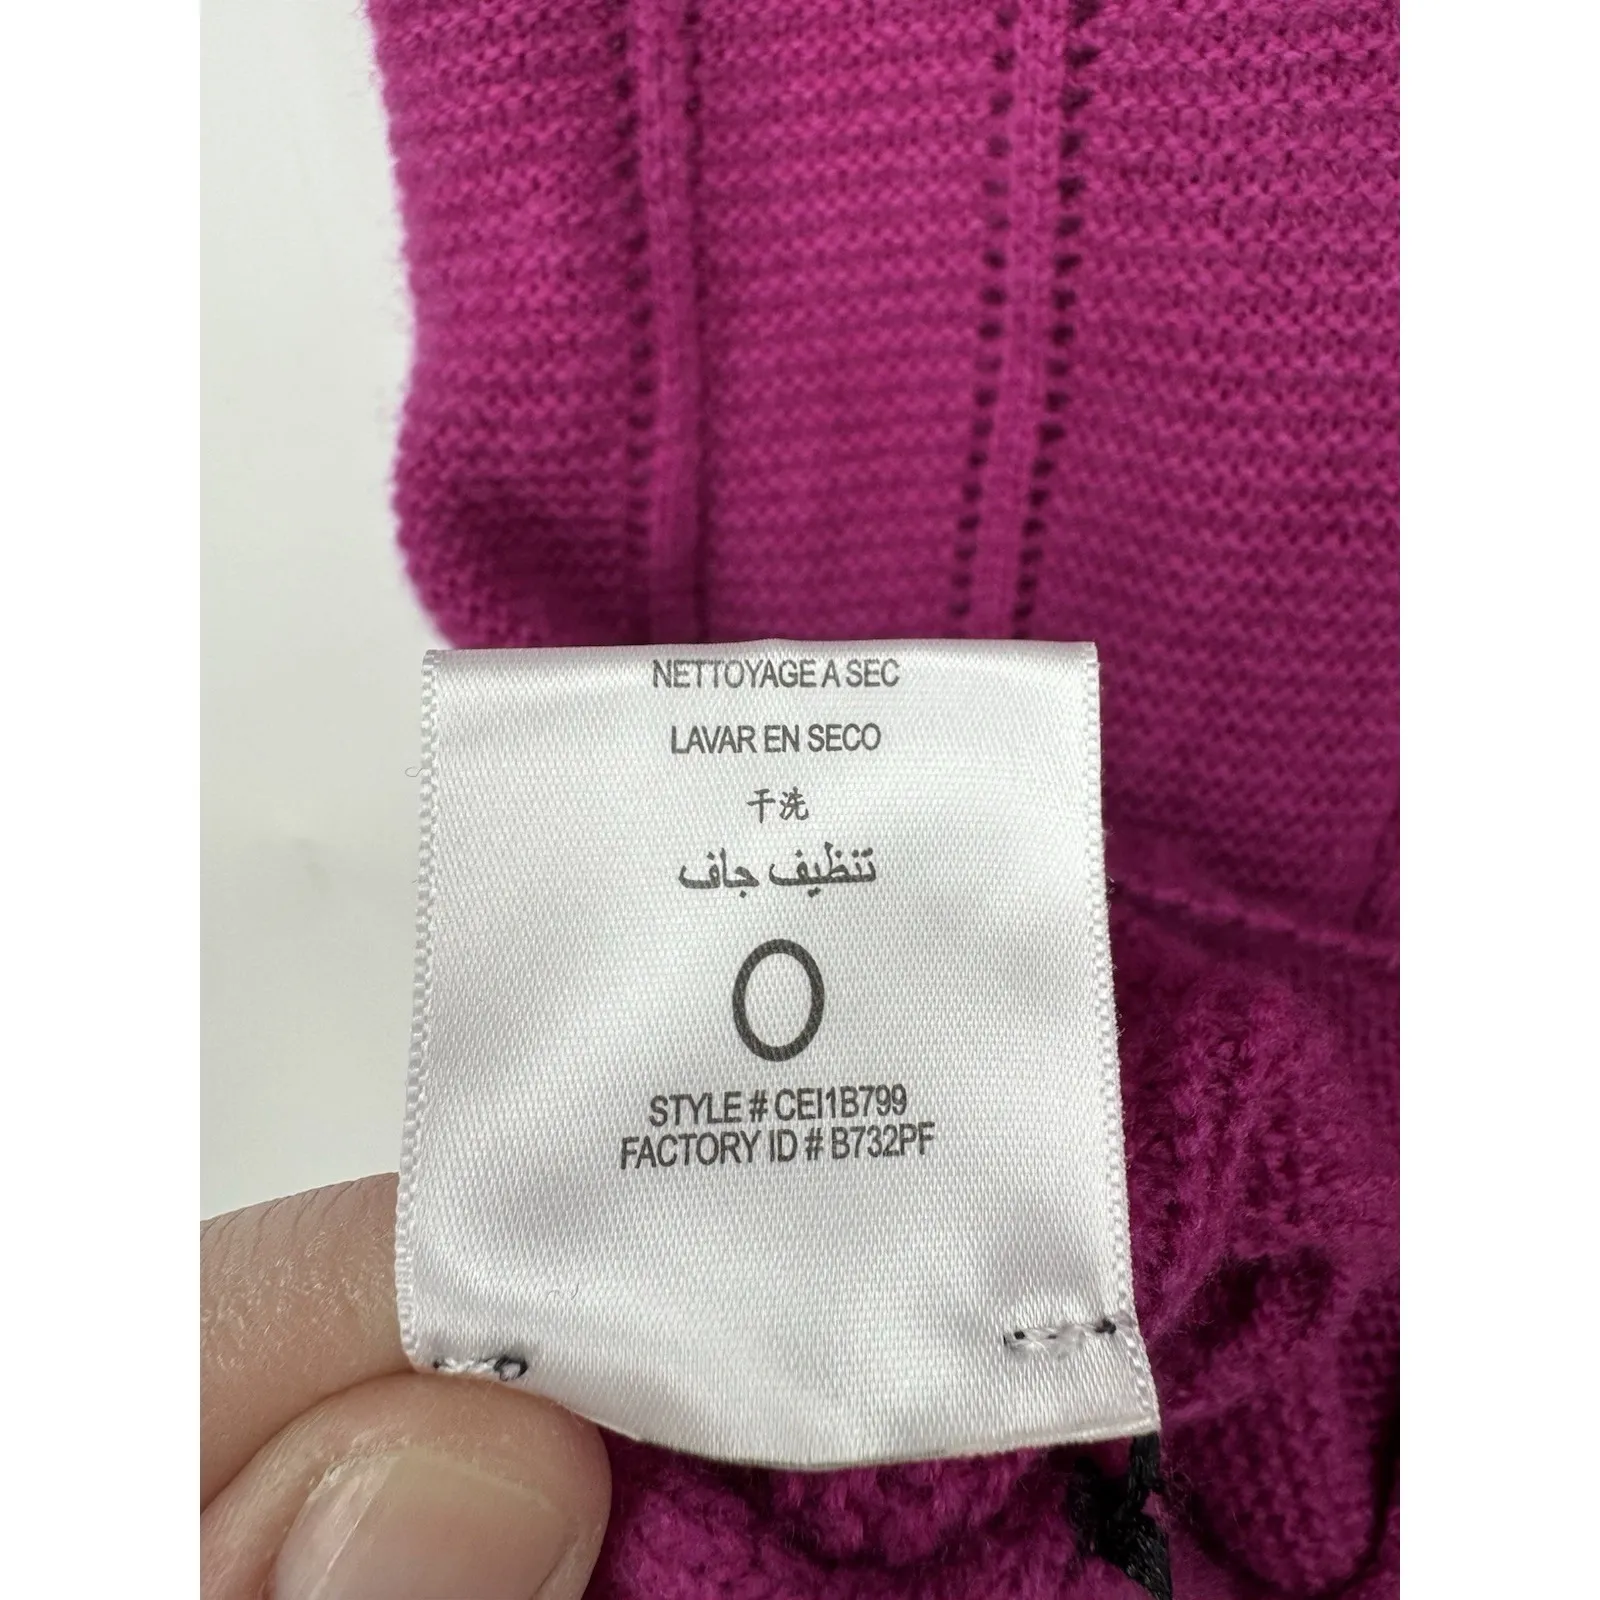 NETTOYAGE A SEC
LAVAR EN SECO
干洗
تنظيف جاف
STYLE # CEI1B799
FACTORY ID # B732PF